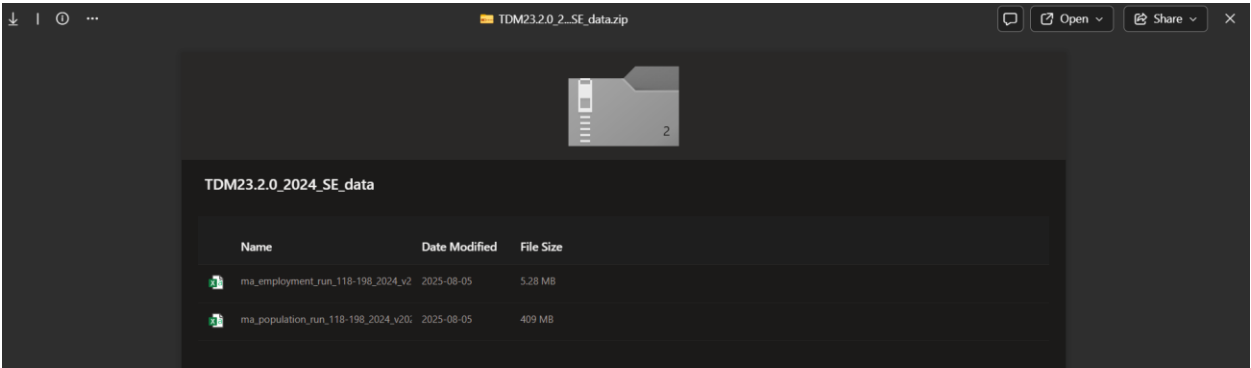 TDM23.2.0_2...SE_data.zip
Open
Share
2
TDM23.2.0_2024_SE_data
Name Date Modified File Size
ma_employment_run_118-198_2024_v2 2025-08-05 5.28 MB
ma_population_run_118-198_2024_v202 2025-08-05 409 MB